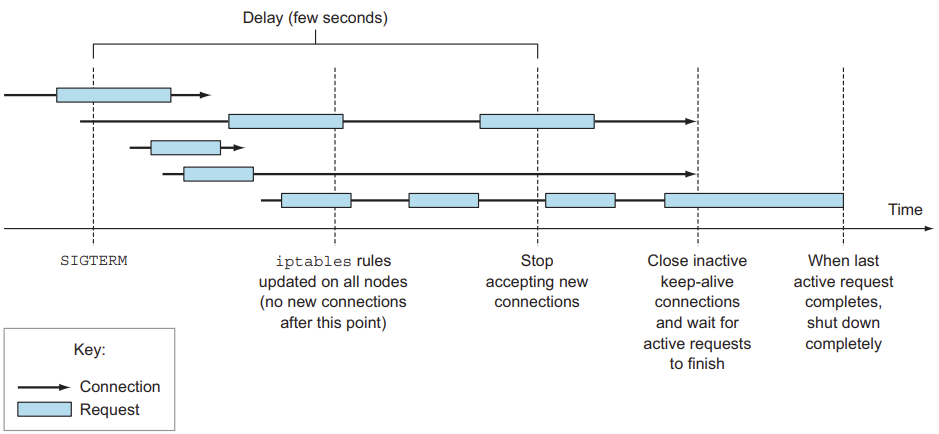 Delay (few seconds)
Time
SIGTERM
iptables rules
updated on all nodes
(no new connections
after this point)
Stop
accepting new
connections
Close inactive
keep-alive
connections
and wait for
active requests
to finish
When last
active request
completes,
shut down
completely
Key:
Connection
Request